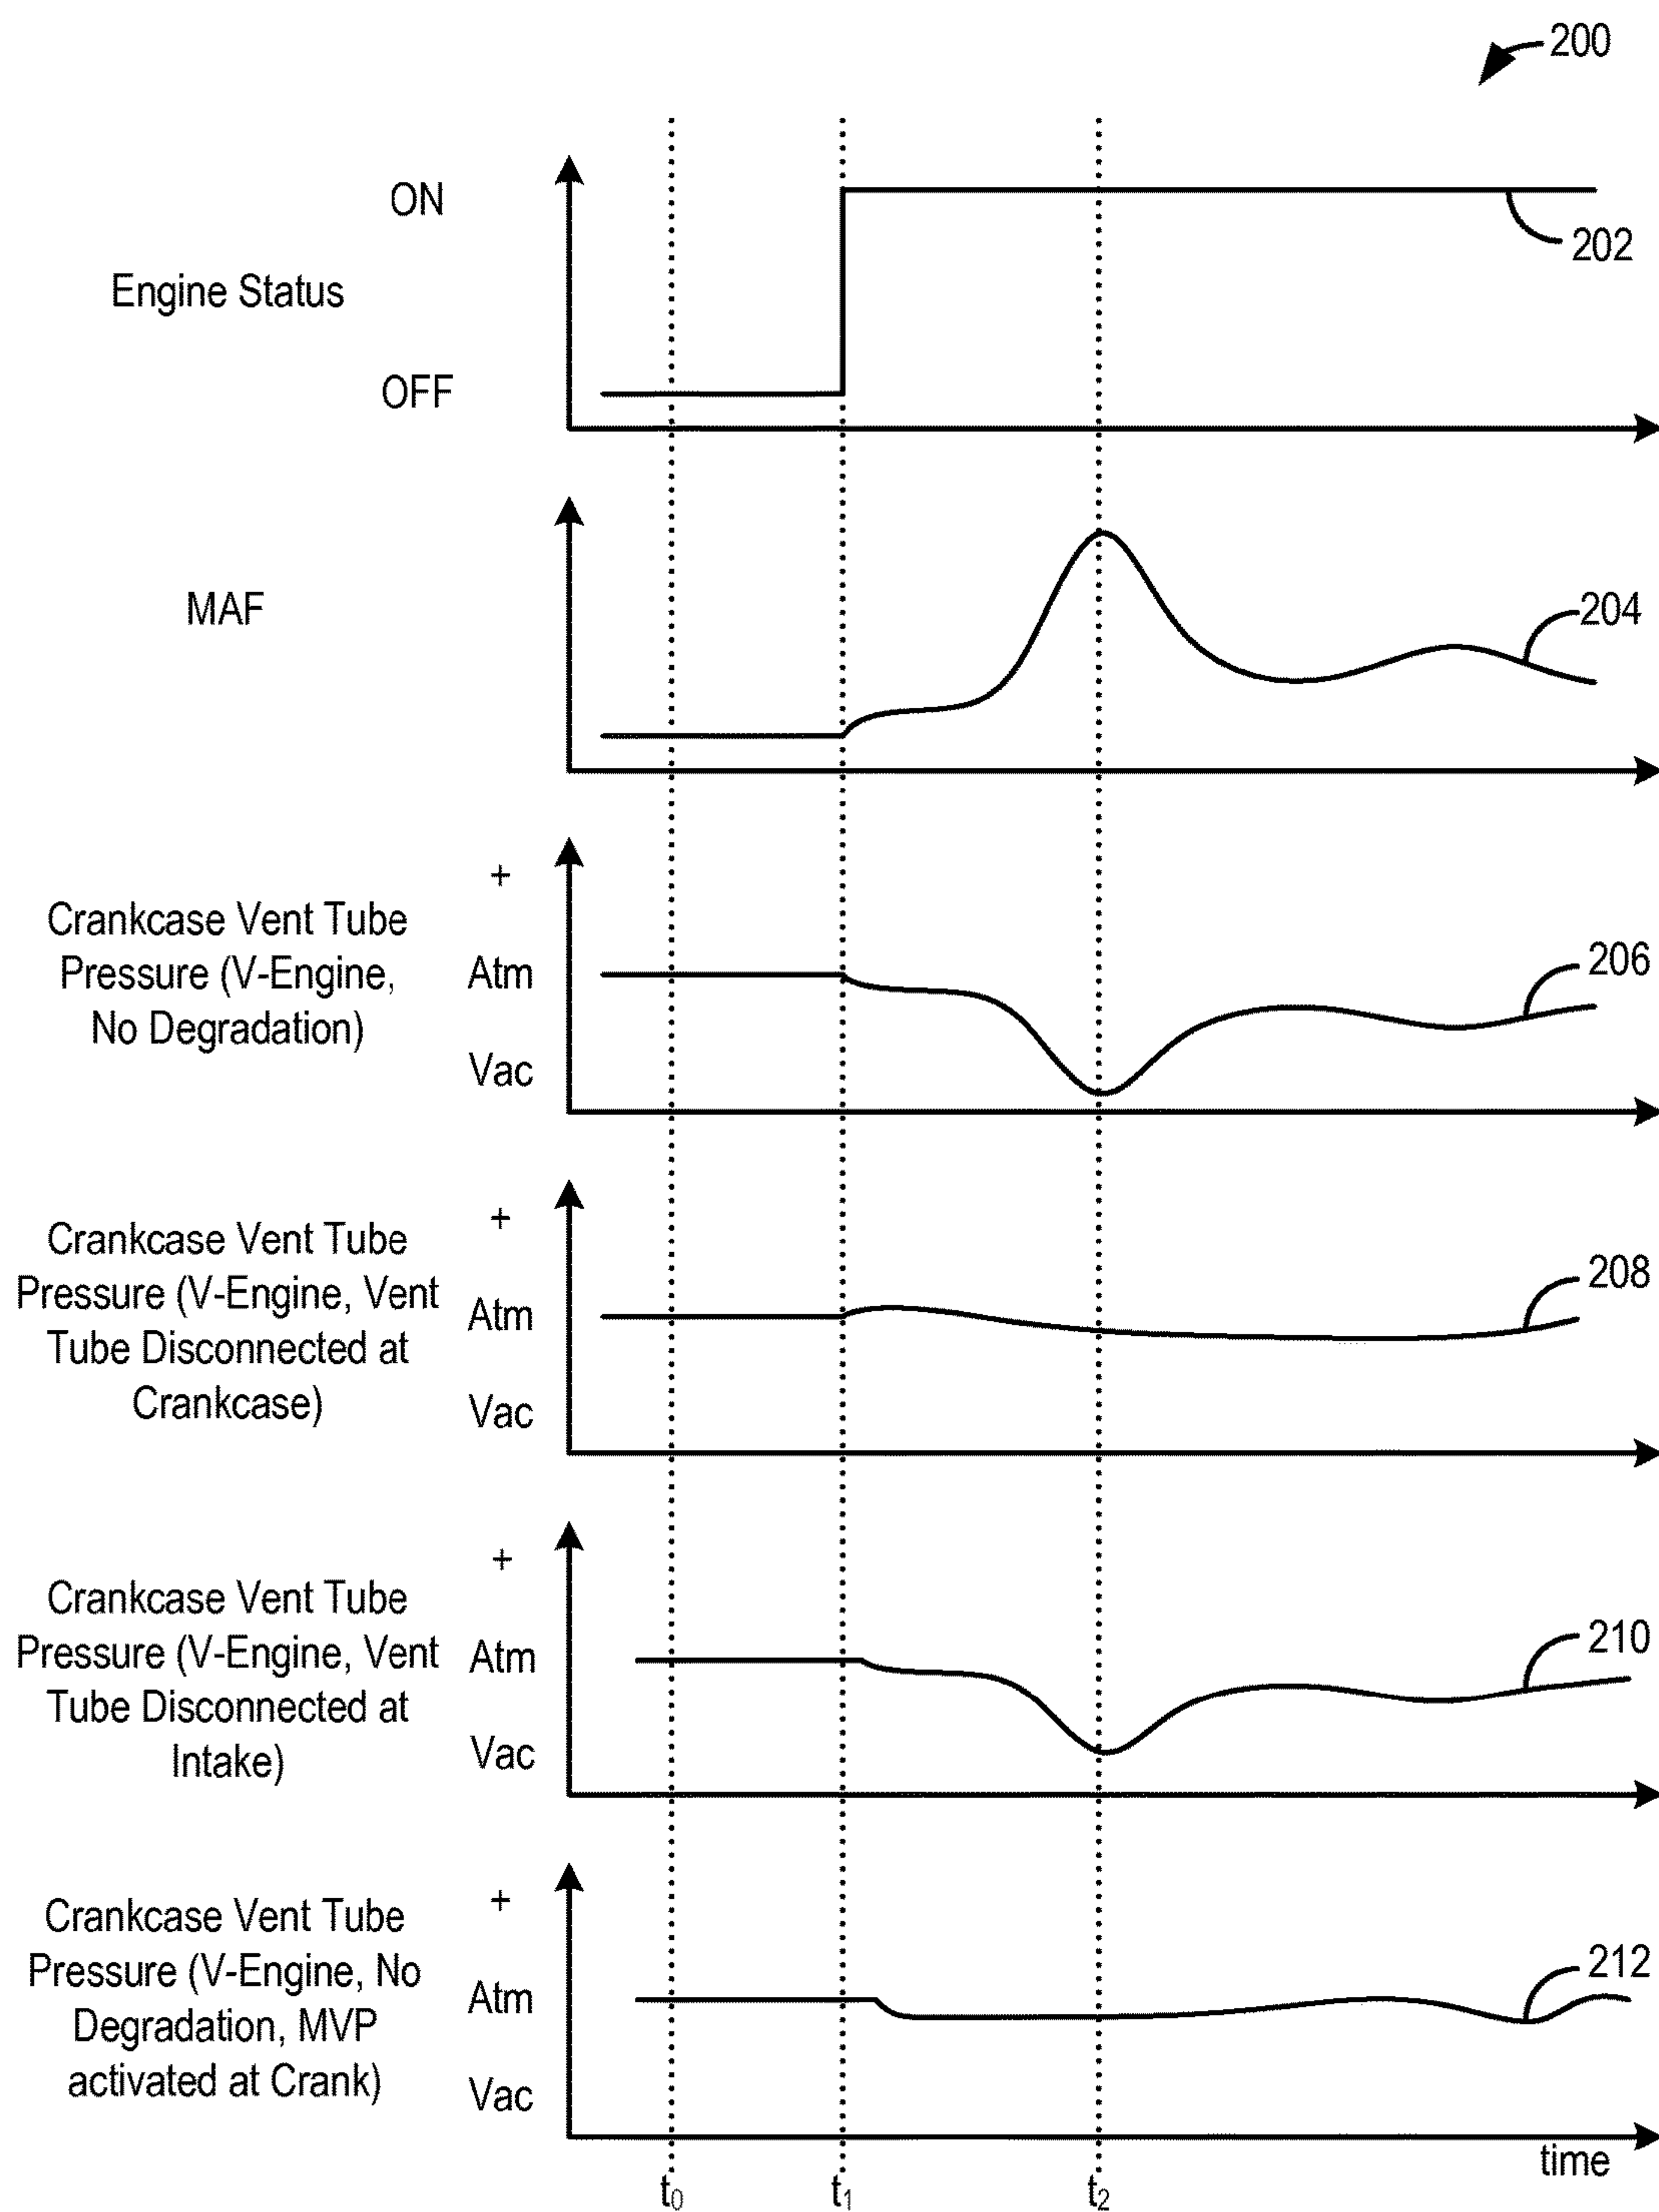 200
ON
202
Engine Status
OFF
MAF
204
+
Crankcase Vent Tube
Pressure (V-Engine,
No Degradation)
Atm
206
Vac
+
Crankcase Vent Tube
Pressure (V-Engine, Vent
Tube Disconnected at
Crankcase)
Atm
208
Vac
+
Crankcase Vent Tube
Pressure (V-Engine, Vent
Tube Disconnected at
Intake)
Atm
210
Vac
+
Crankcase Vent Tube
Pressure (V-Engine, No
Degradation, MVP
activated at Crank)
Atm
212
Vac
time
t₀ t₁ t₂